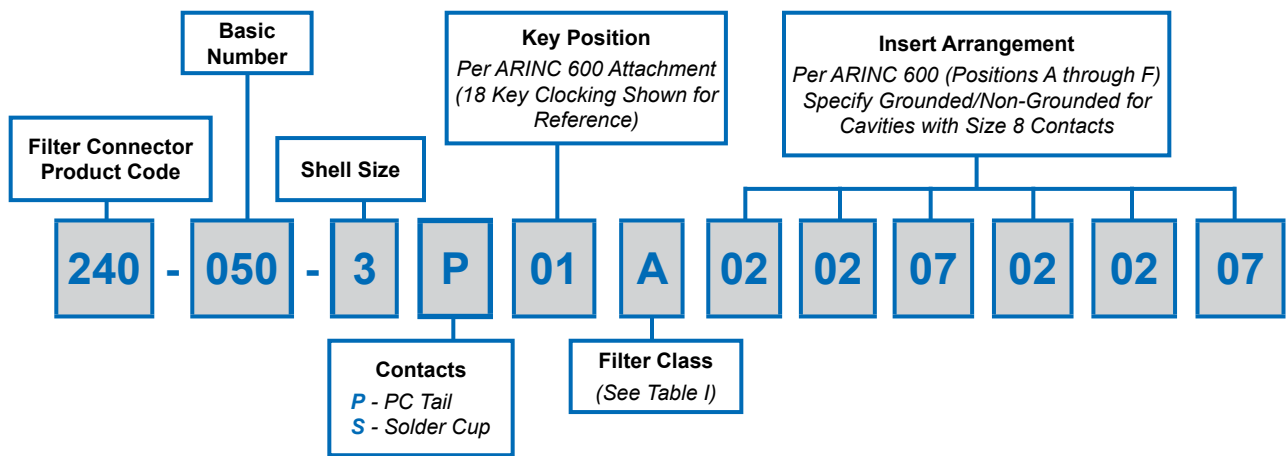 Basic
Number
Key Position
Per ARINC 600 Attachment
(18 Key Clocking Shown for
Reference)
Insert Arrangement
Per ARINC 600 (Positions A through F)
Specify Grounded/Non-Grounded for
Cavities with Size 8 Contacts
Filter Connector
Product Code
Shell Size
240 - 050 - 3 P 01 A 02 02 07 02 02 07
Contacts
P - PC Tail
S - Solder Cup
Filter Class
(See Table I)